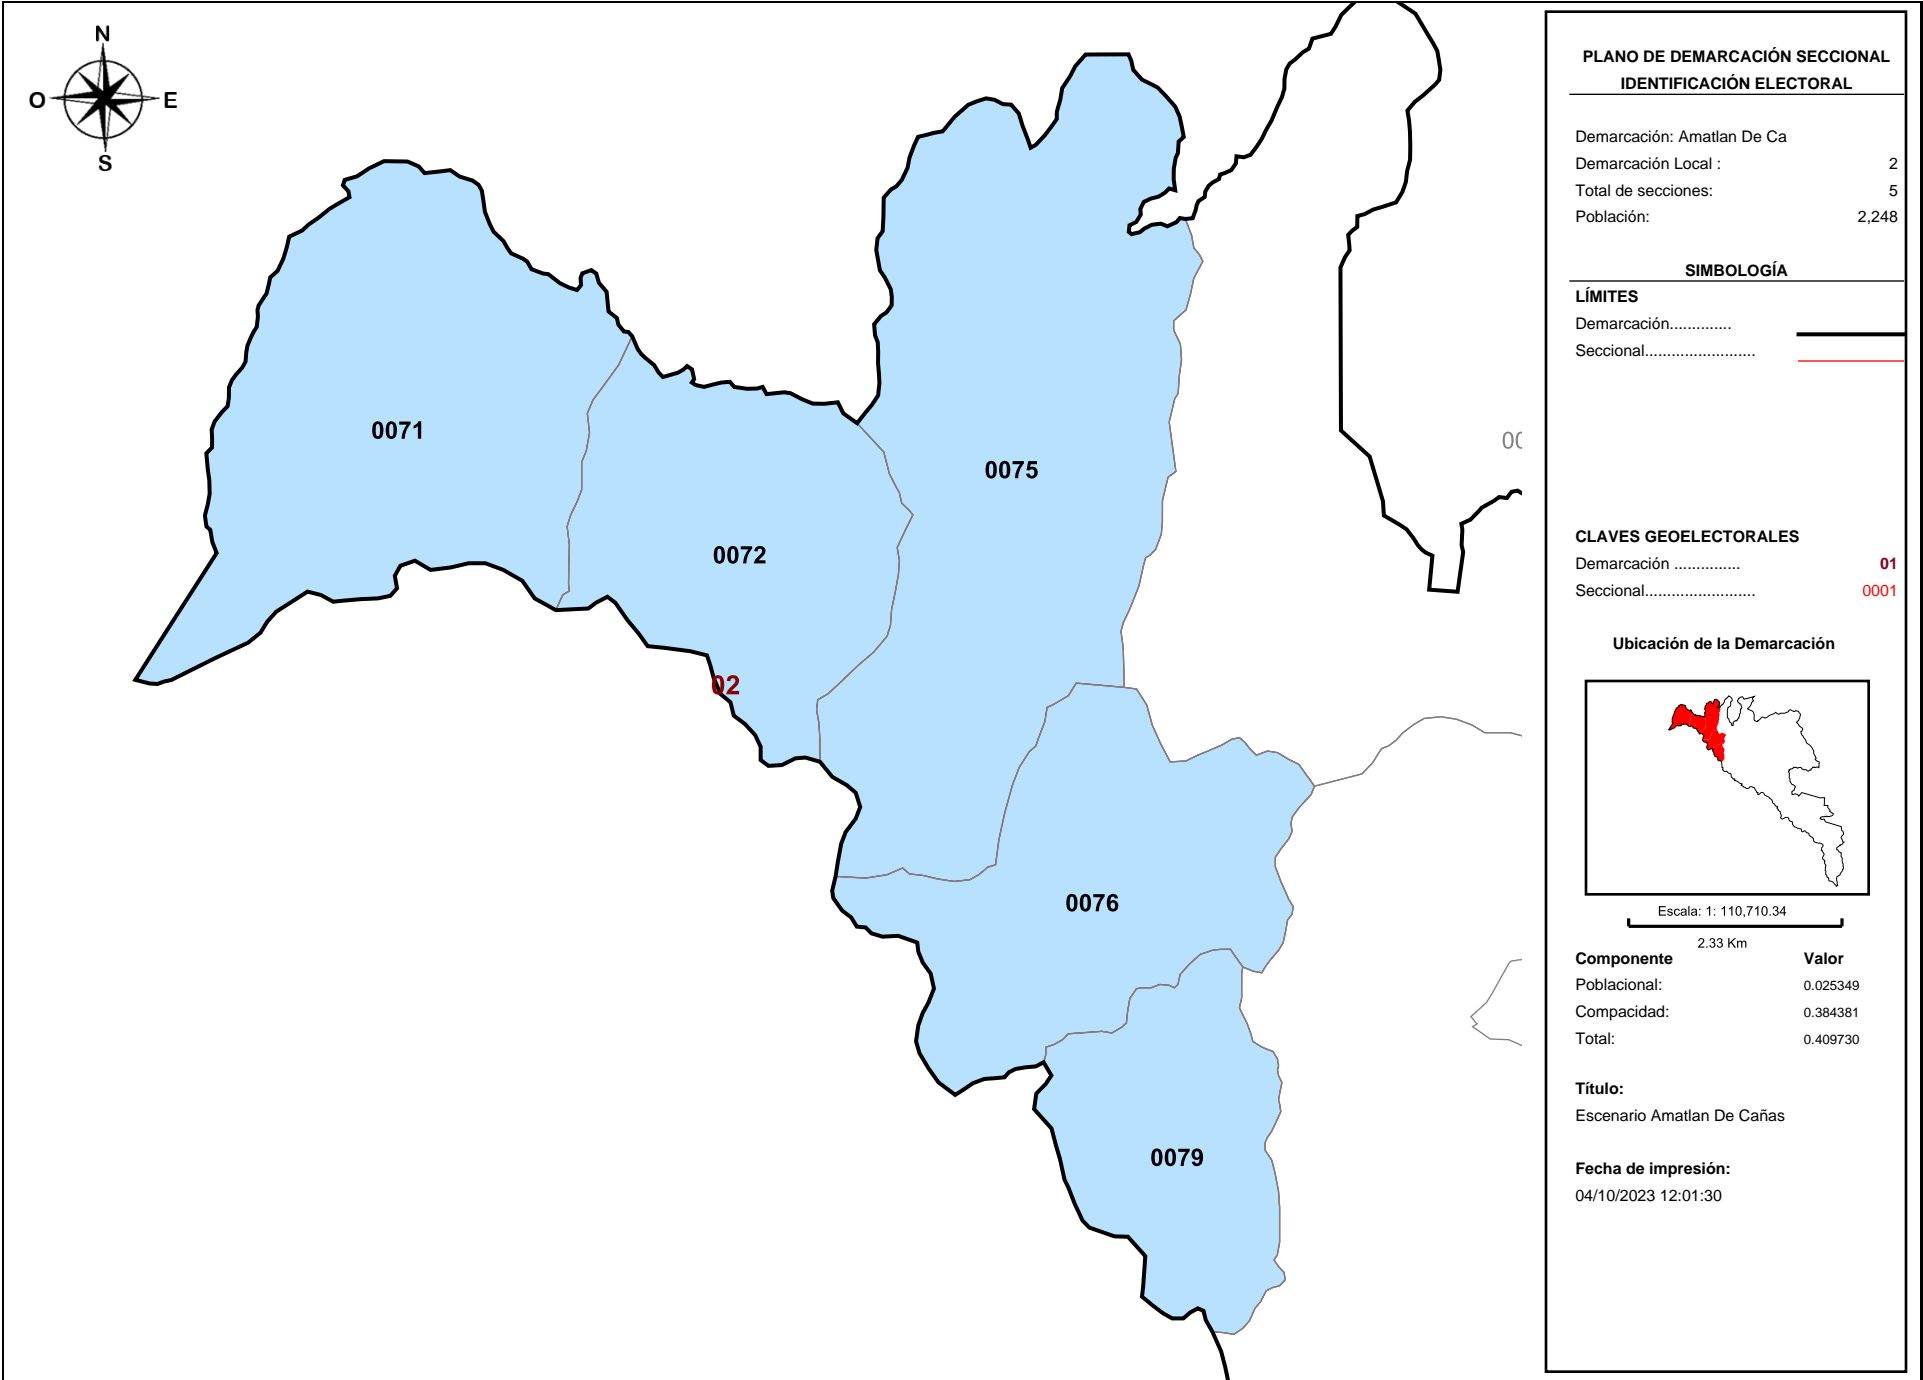 N
O
E
S
0071
0072
0075
00
02
0076
0079
PLANO DE DEMARCACIÓN SECCIONAL
IDENTIFICACIÓN ELECTORAL
Demarcación: Amatlan De Ca
Demarcación Local : 2
Total de secciones: 5
Población: 2,248
SIMBOLOGÍA
LÍMITES
Demarcación..............
Seccional.........................
CLAVES GEOELECTORALES
Demarcación .............. 01
Seccional......................... 0001
Ubicación de la Demarcación
Escala: 1: 110,710.34
2.33 Km
Componente Valor
Poblacional: 0.025349
Compacidad: 0.384381
Total: 0.409730
Título:
Escenario Amatlan De Cañas
Fecha de impresión:
04/10/2023 12:01:30